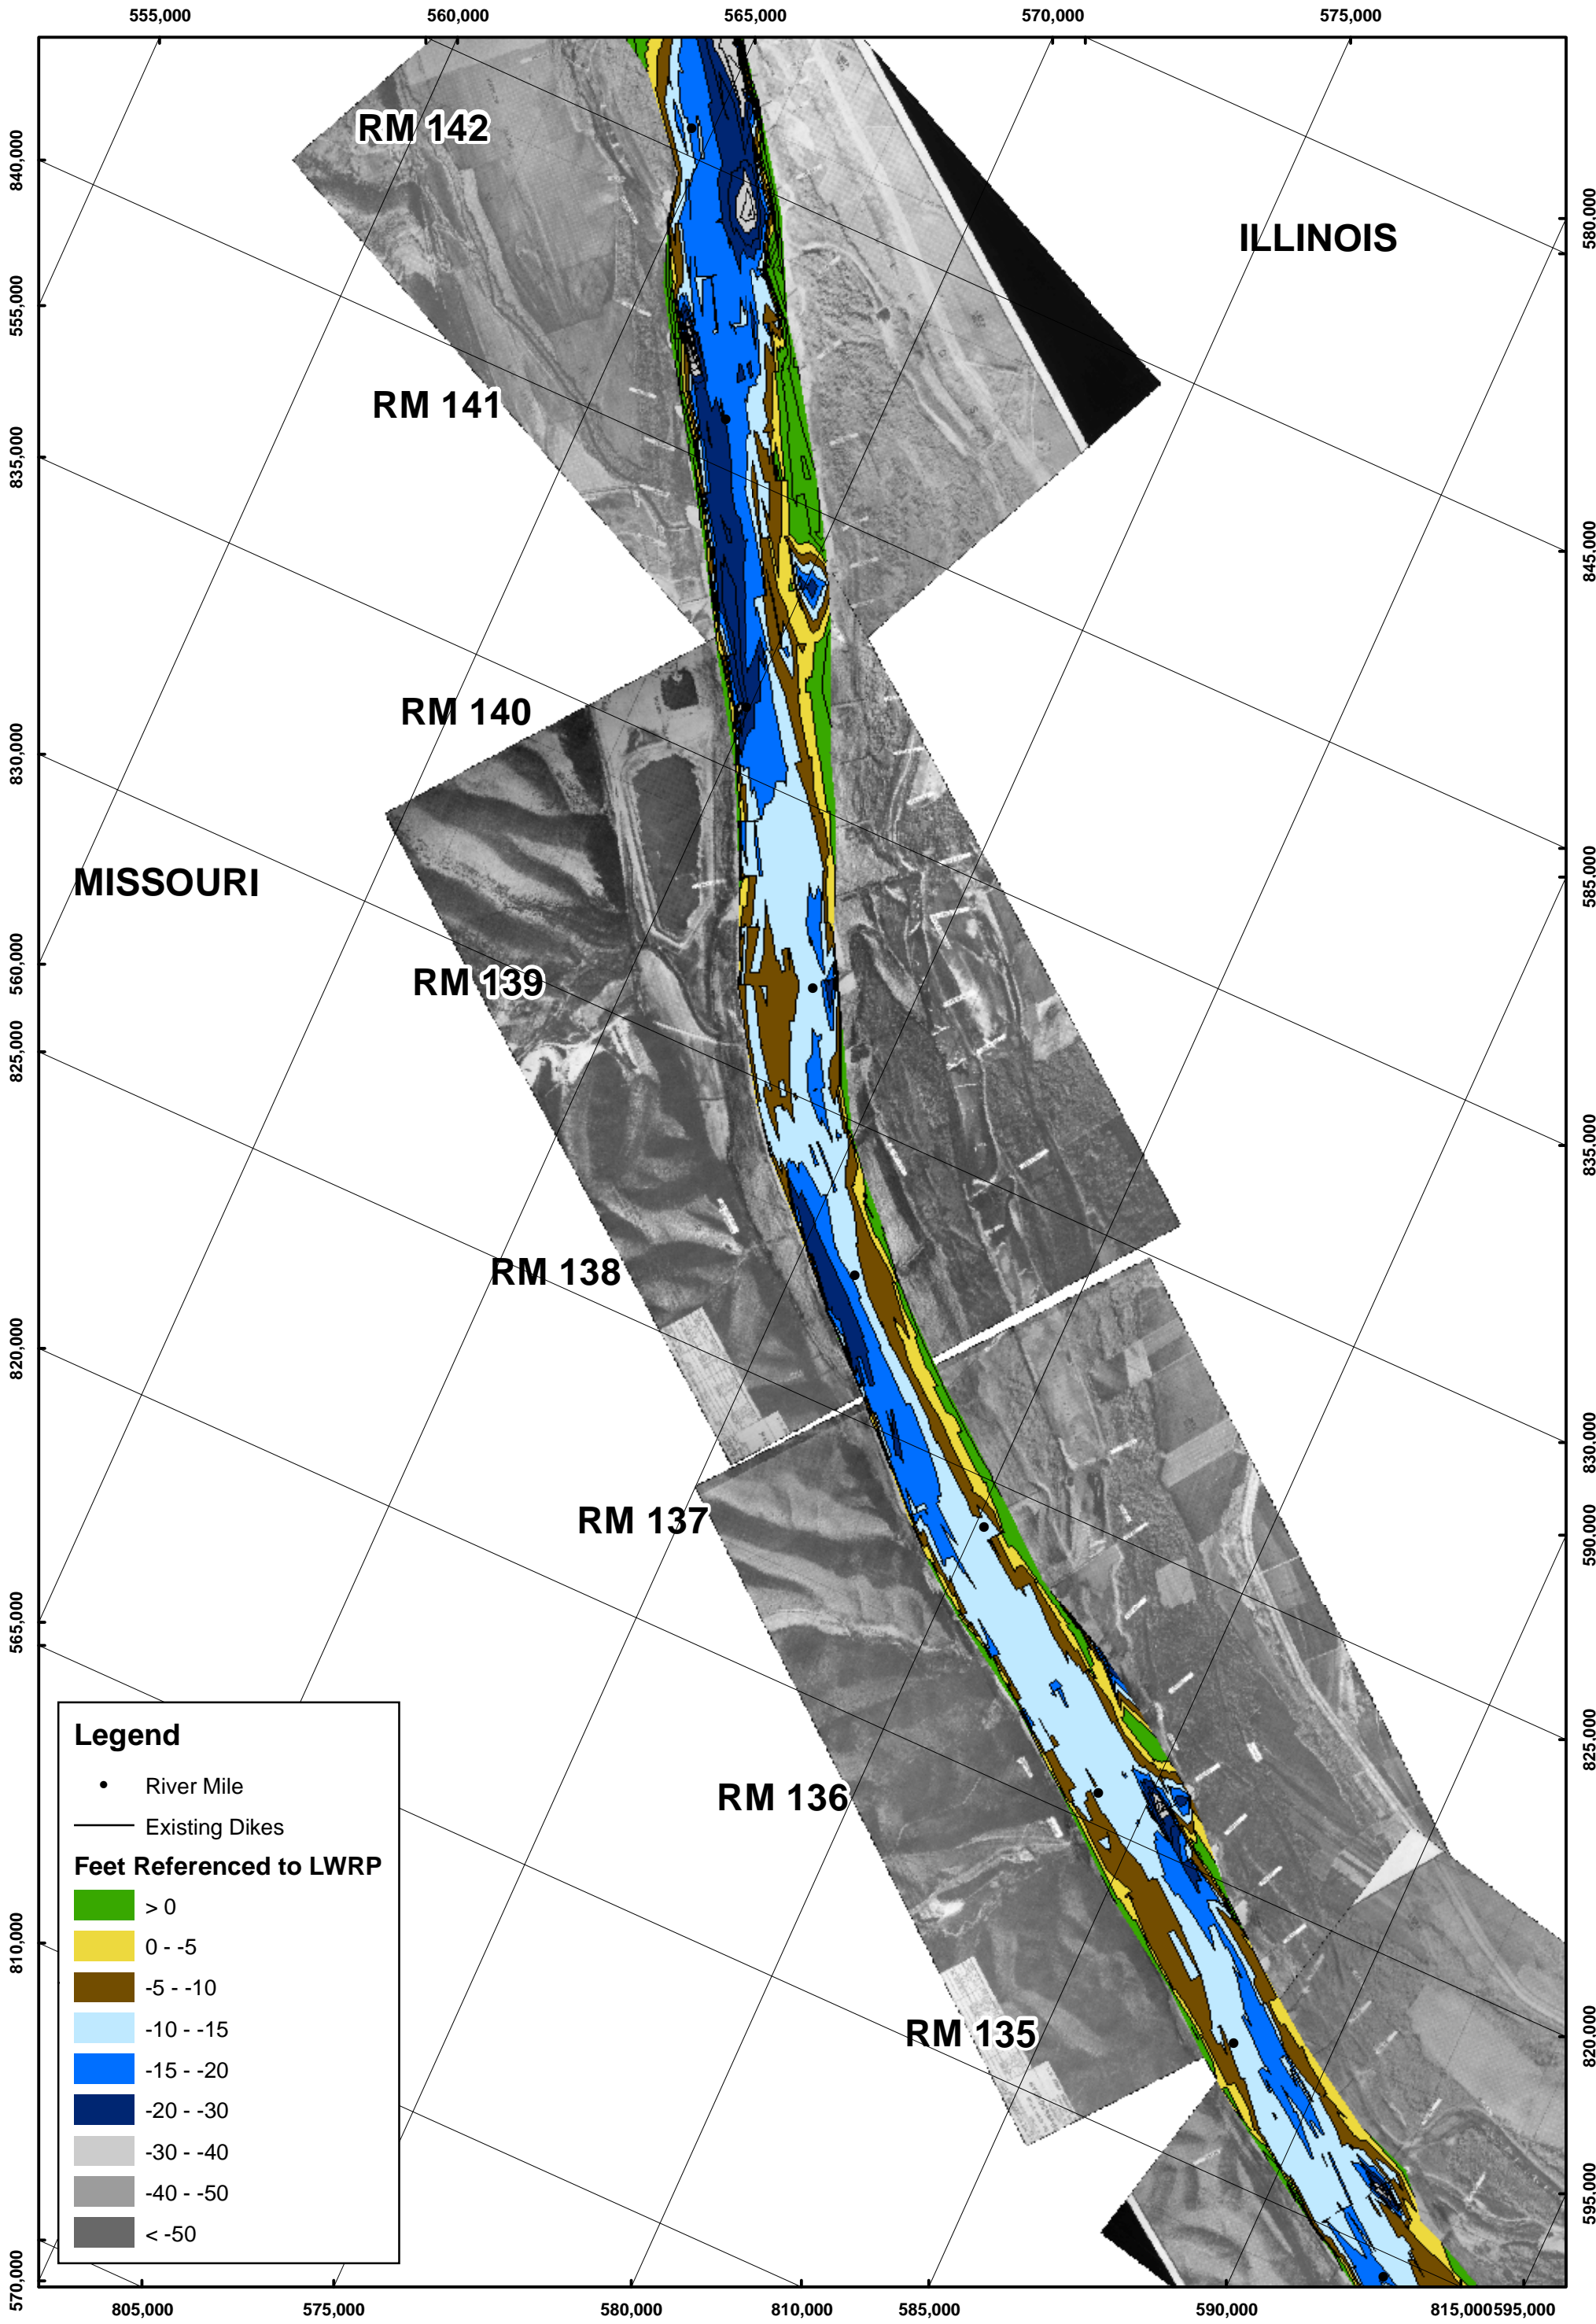 555,000
560,000
565,000
570,000
575,000
840,000
555,000
835,000
830,000
560,000
825,000
820,000
565,000
810,000
570,000
580,000
845,000
585,000
835,000
830,000
590,000
825,000
820,000
595,000
RM 142
ILLINOIS
RM 141
RM 140
MISSOURI
RM 139
RM 138
RM 137
RM 136
RM 135
Legend
River Mile
Existing Dikes
Feet Referenced to LWRP
> 0
0 - -5
-5 - -10
-10 - -15
-15 - -20
-20 - -30
-30 - -40
-40 - -50
< -50
805,000
575,000
580,000
810,000
585,000
590,000
815,000
595,000